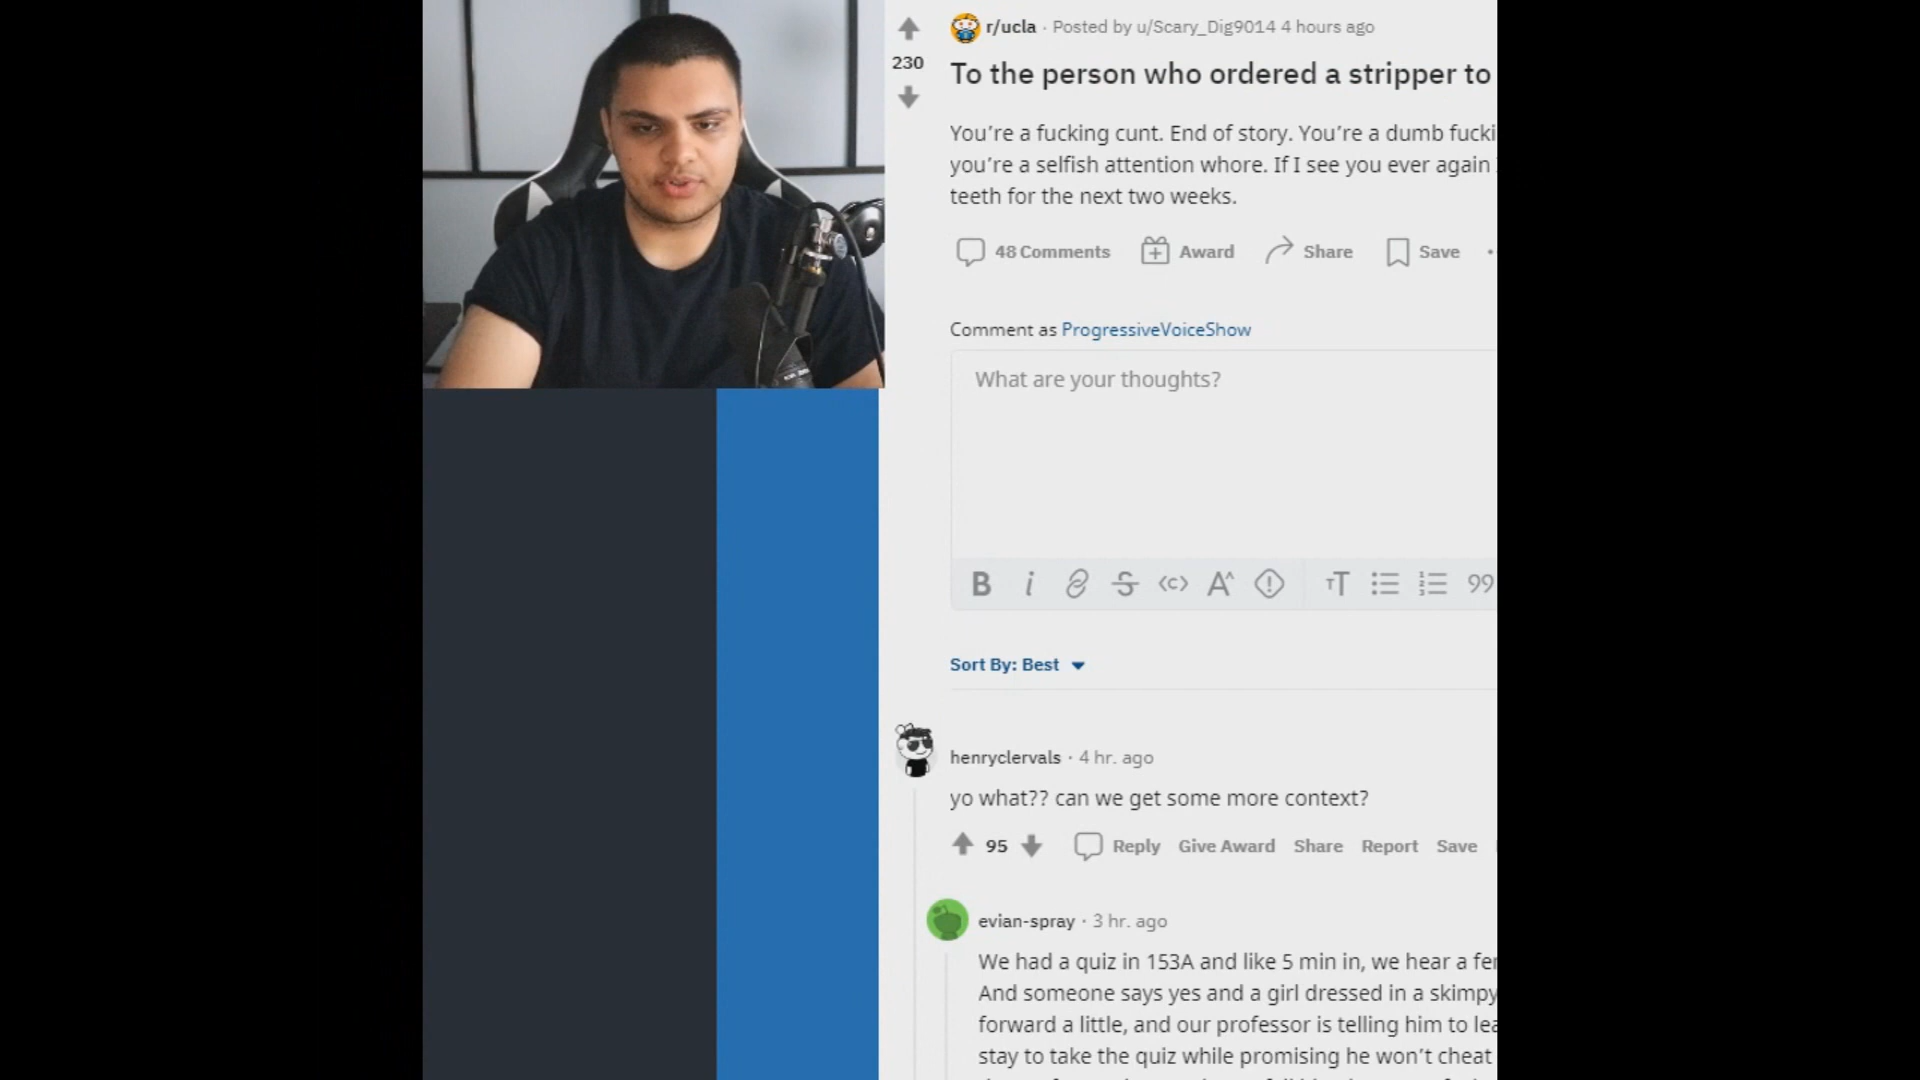 r/ucla · Posted by u/Scary_Dig9014 4 hours ago
230
To the person who ordered a stripper to
You're a fucking cunt. End of story. You're a dumb fucki
you're a selfish attention whore. If I see you ever again
teeth for the next two weeks.
48 Comments Award Share Save
Comment as ProgressiveVoiceShow
What are your thoughts?
Sort By: Best
henryclervals · 4 hr. ago
yo what?? can we get some more context?
95 Reply Give Award Share Report Save
evian-spray · 3 hr. ago
We had a quiz in 153A and like 5 min in, we hear a fe
And someone says yes and a girl dressed in a skimpy
forward a little, and our professor is telling him to lea
stay to take the quiz while promising he won't cheat